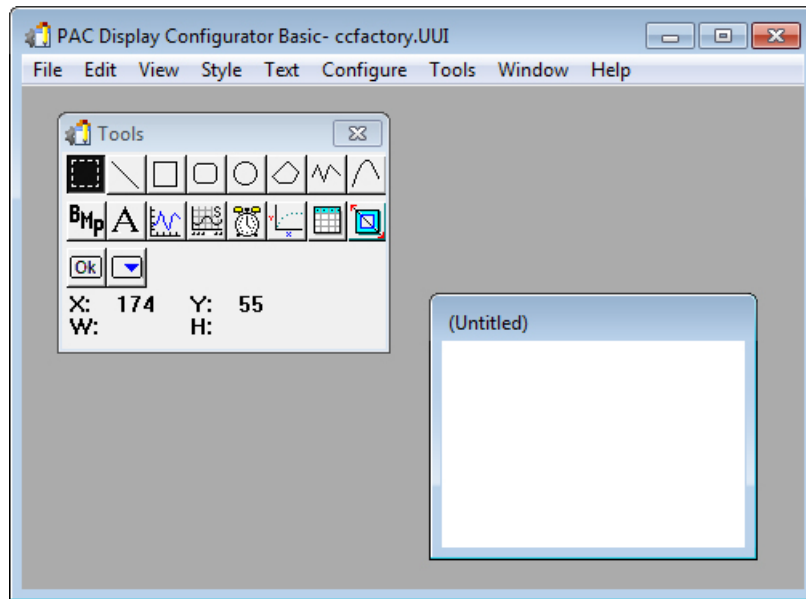 PAC Display Configurator Basic- ccfactory.UUI
File Edit View Style Text Configure Tools Window Help
Tools
BMp A S
Y X
Ok
X: 174 Y: 55
W: H:
(Untitled)